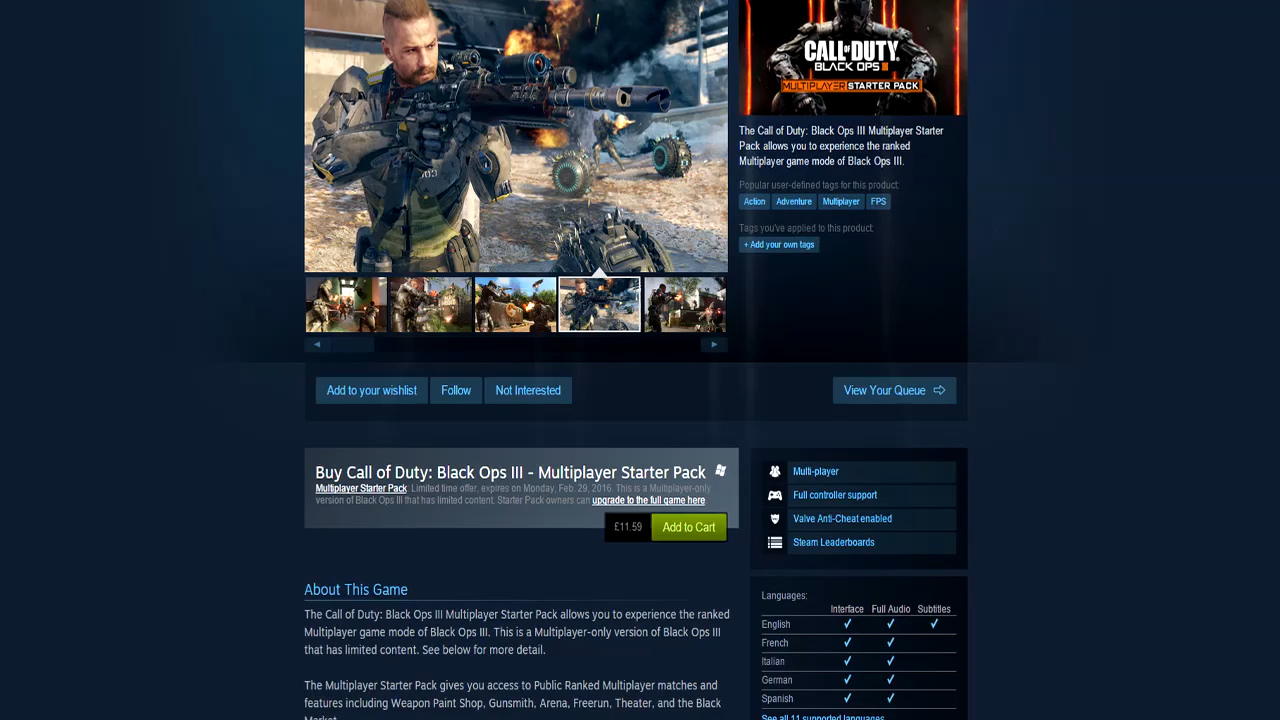 CALL OF DUTY®
BLACK OPS III
MULTIPLAYER STARTER PACK
The Call of Duty: Black Ops III Multiplayer Starter
Pack allows you to experience the ranked
Multiplayer game mode of Black Ops III.
Popular user-defined tags for this product:
Action Adventure Multiplayer FPS
Tags you've applied to this product:
+ Add your own tags
Add to your wishlist Follow Not Interested View Your Queue
Buy Call of Duty: Black Ops III - Multiplayer Starter Pack
Multiplayer Starter Pack. Limited time offer, expires on Monday, Feb. 29, 2016. This is a Multiplayer-only
version of Black Ops III that has limited content. Starter Pack owners can upgrade to the full game here.
£11.59 Add to Cart
Multi-player
Full controller support
Valve Anti-Cheat enabled
Steam Leaderboards
About This Game
The Call of Duty: Black Ops III Multiplayer Starter Pack allows you to experience the ranked
Multiplayer game mode of Black Ops III. This is a Multiplayer-only version of Black Ops III
that has limited content. See below for more detail.
The Multiplayer Starter Pack gives you access to Public Ranked Multiplayer matches and
features including Weapon Paint Shop, Gunsmith, Arena, Freerun, Theater, and the Black
Market.
Languages:
Interface Full Audio Subtitles
English ✓ ✓ ✓
French ✓ ✓
Italian ✓ ✓
German ✓ ✓
Spanish ✓ ✓
See all 11 supported languages